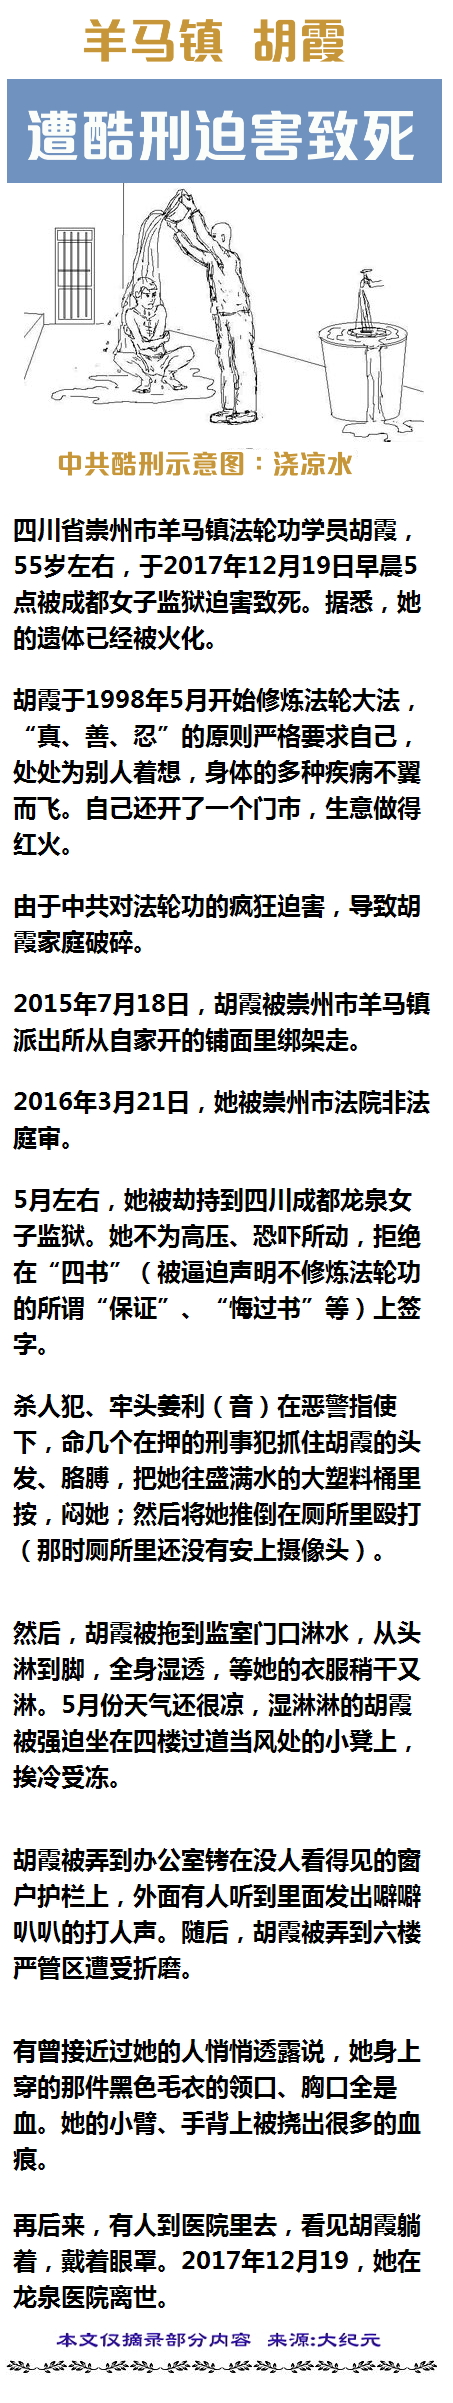 羊马镇 胡霞
遭酷刑迫害致死
中共酷刑示意图：浇凉水
四川省崇州市羊马镇法轮功学员胡霞，
55岁左右，于2017年12月19日早晨5
点被成都女子监狱迫害致死。据悉，她
的遗体已经被火化。
胡霞于1998年5月开始修炼法轮大法，
“真、善、忍”的原则严格要求自己，
处处为别人着想，身体的多种疾病不翼
而飞。自己还开了一个门市，生意做得
红火。
由于中共对法轮功的疯狂迫害，导致胡
霞家庭破碎。
2015年7月18日，胡霞被崇州市羊马镇
派出所从自家开的铺面里绑架走。
2016年3月21日，她被崇州市法院非法
庭审。
5月左右，她被劫持到四川成都龙泉女
子监狱。她不为高压、恐吓所动，拒绝
在“四书”（被逼迫声明不修炼法轮功
的所谓“保证”、“悔过书”等）上签
字。
杀人犯、牢头姜利（音）在恶警指使
下，命几个在押的刑事犯抓住胡霞的头
发、胳膊，把她往盛满水的大塑料桶里
按，闷她；然后将她推倒在厕所里殴打
（那时厕所里还没有安上摄像头）。
然后，胡霞被拖到监室门口淋水，从头
淋到脚，全身湿透，等她的衣服稍干又
淋。5月份天气还很凉，湿淋淋的胡霞
被强迫坐在四楼过道当风处的小凳上，
挨冷受冻。
胡霞被弄到办公室铐在没人看得见的窗
户护栏上，外面有人听到里面发出噼噼
叭叭的打人声。随后，胡霞被弄到六楼
严管区遭受折磨。
有曾接近过她的人悄悄透露说，她身上
穿的那件黑色毛衣的领口、胸口全是
血。她的小臂、手背上被挠出很多的血
痕。
再后来，有人到医院里去，看见胡霞躺
着，戴着眼罩。2017年12月19，她在
龙泉医院离世。
本文仅摘录部分内容 来源:大纪元